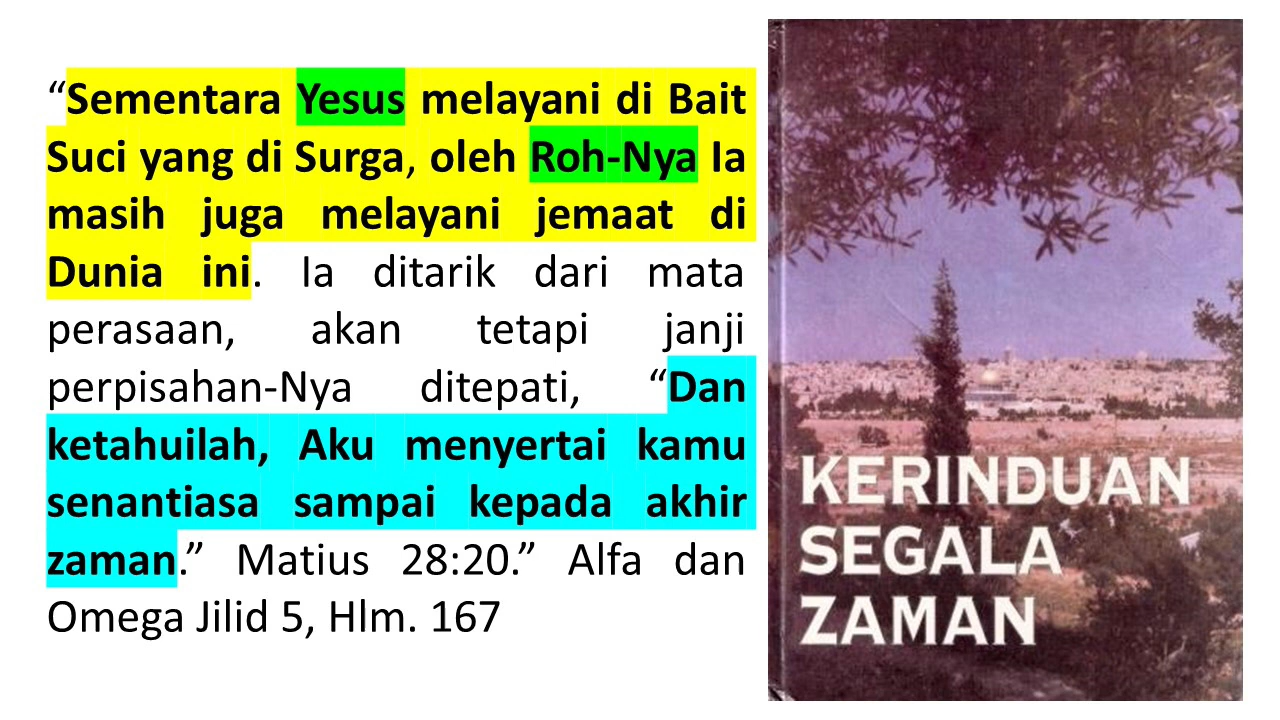 “Sementara Yesus melayani di Bait
Suci yang di Surga, oleh Roh-Nya Ia
masih juga melayani jemaat di
Dunia ini. Ia ditarik dari mata
perasaan, akan tetapi janji
perpisahan-Nya ditepati, “Dan
ketahuilah, Aku menyertai kamu
senantiasa sampai kepada akhir
zaman.” Matius 28:20.” Alfa dan
Omega Jilid 5, Hlm. 167
KERINDUAN
SEGALA
ZAMAN